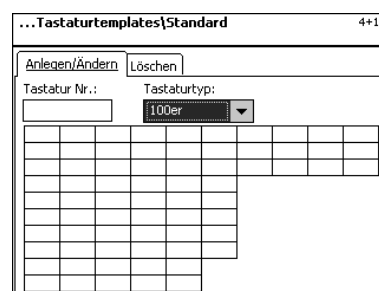 ...Tastaturtemplates\Standard 4+1
Anlegen/Ändern Löschen
Tastatur Nr.: Tastaturtyp:
100er